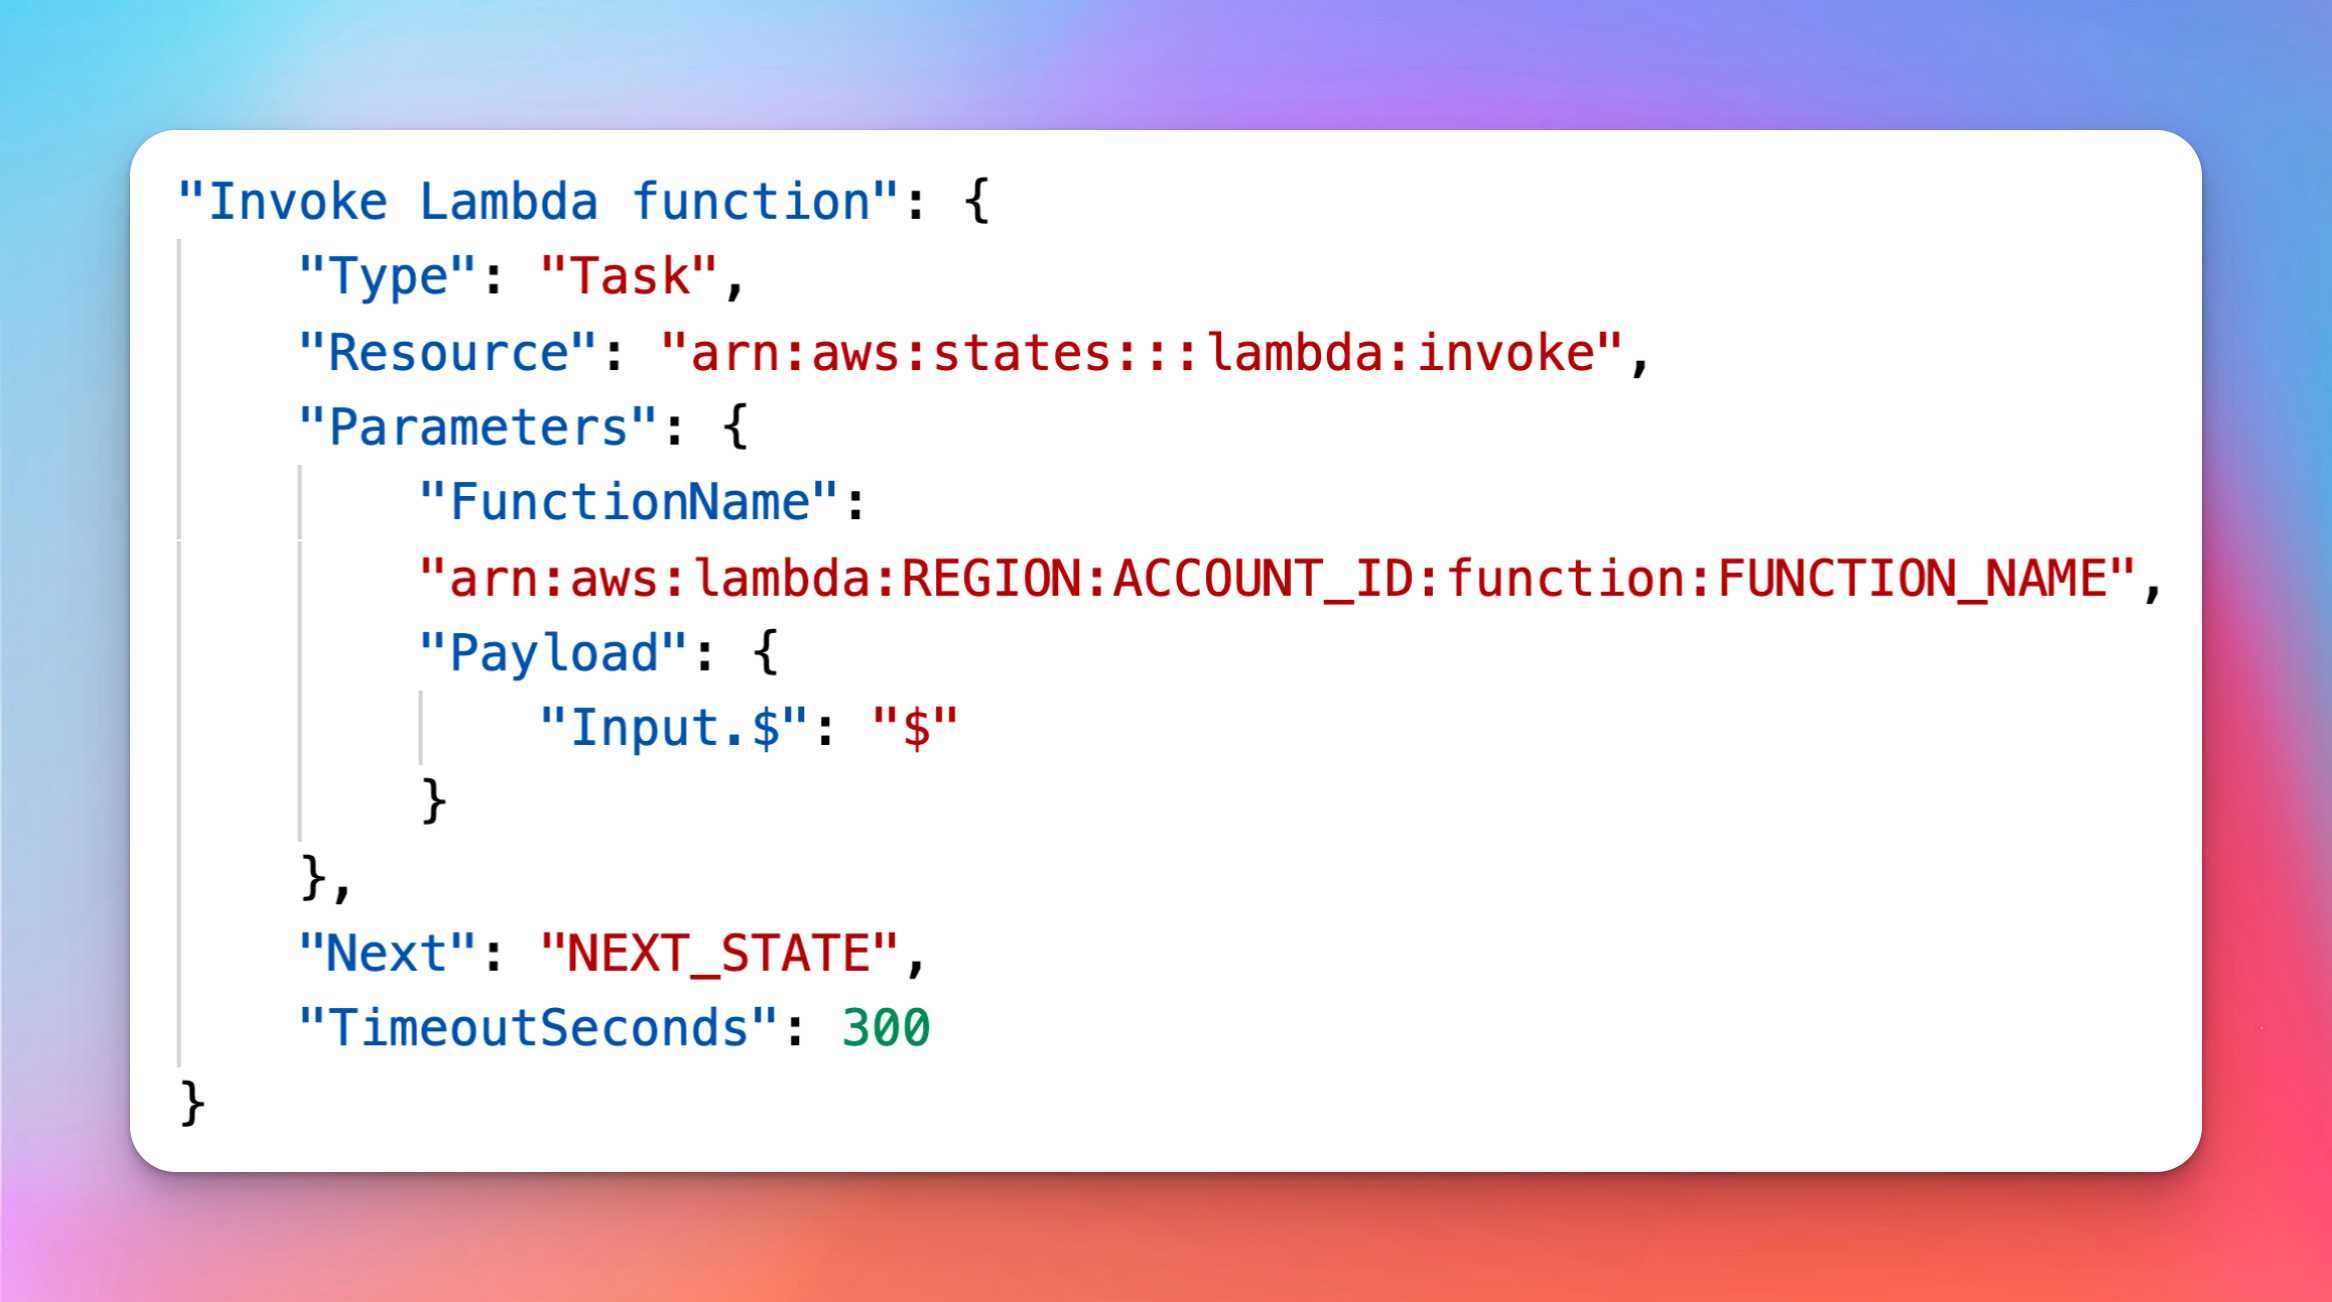 "Invoke Lambda function": {
    "Type": "Task",
    "Resource": "arn:aws:states:::lambda:invoke",
    "Parameters": {
        "FunctionName":
        "arn:aws:lambda:REGION:ACCOUNT_ID:function:FUNCTION_NAME",
        "Payload": {
            "Input.$": "$"
        }
    },
    "Next": "NEXT_STATE",
    "TimeoutSeconds": 300
}